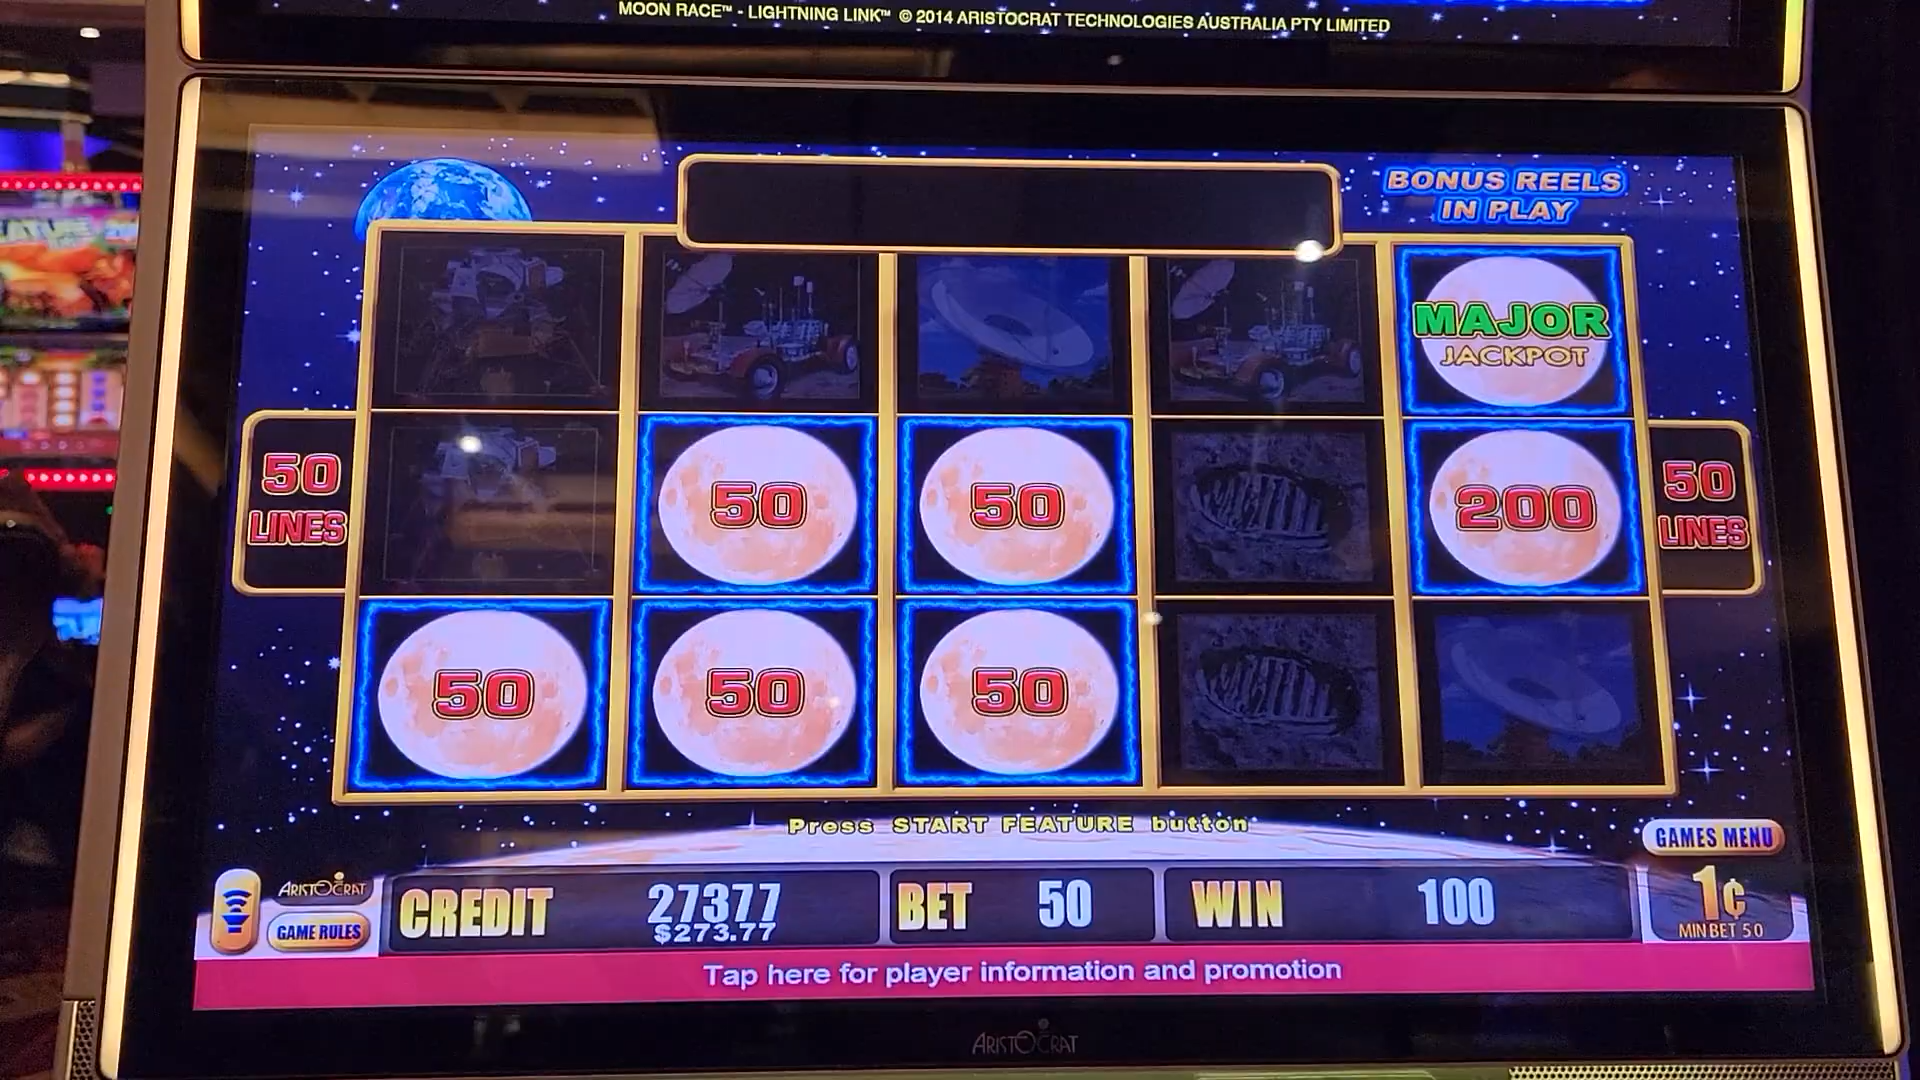 MOON RACE™ - LIGHTNING LINK™ © 2014 ARISTOCRAT TECHNOLOGIES AUSTRALIA PTY LIMITED
BONUS REELS
IN PLAY
MAJOR
JACKPOT
50
LINES
50
50
200
50
LINES
50
50
50
Press START FEATURE button
GAMES MENU
ARISTOCRAT
GAME RULES
CREDIT 27377
$273.77
BET 50
WIN 100
1¢
MIN BET 50
Tap here for player information and promotion
ARISTOCRAT